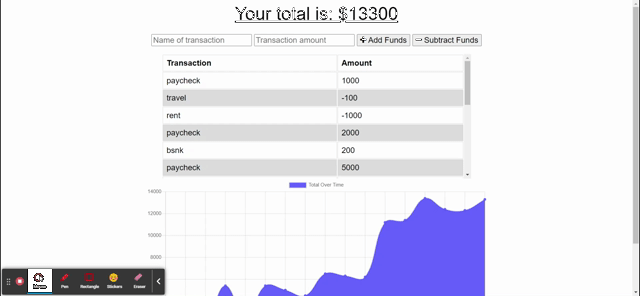 Your total is: $13300
Name of transaction Transaction amount Add Funds Subtract Funds
Transaction Amount
paycheck 1000
travel -100
rent -1000
paycheck 2000
bsnk 200
paycheck 5000
Total Over Time
14000
12000
10000
8000
Pen Rectangle Stickers Eraser